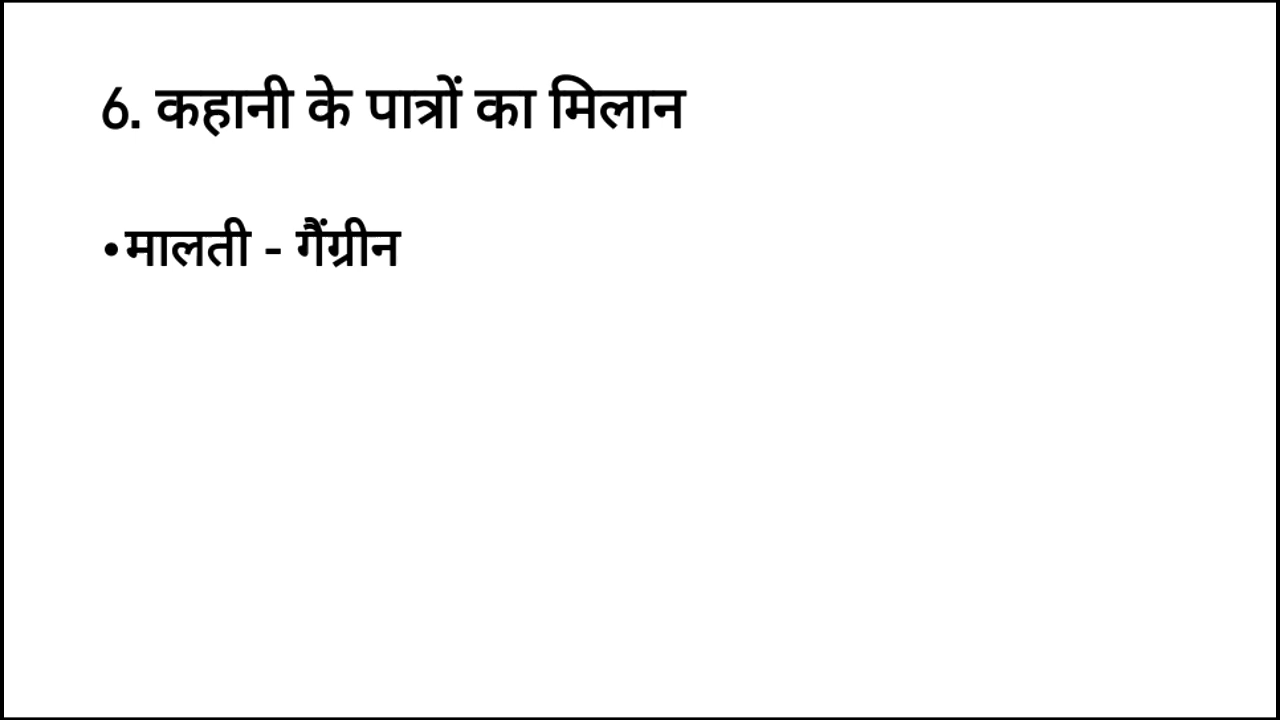 6. कहानी के पात्रों का मिलान
•मालती - गैंग्रीन